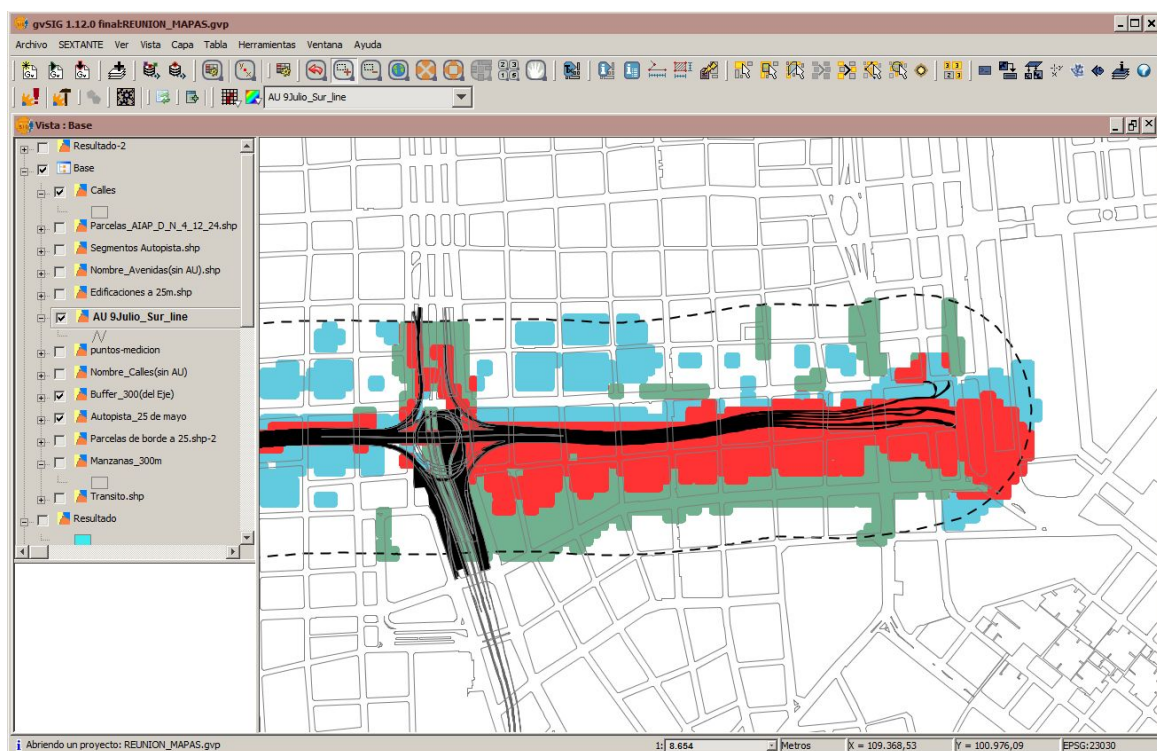 gvSIG 1.12.0 final:REUNION_MAPAS.gvp
Archivo SEXTANTE Ver Vista Capa Tabla Herramientas Ventana Ayuda
AU 9Julio_Sur_line
Vista : Base
Resultado-2
Base
Calles
Parcelas_AIAP_D_N_4_12_24.shp
Segmentos Autopista.shp
Nombre_Avenidas(sin AU).shp
Edificaciones a 25m.shp
AU 9Julio_Sur_line
puntos-medicion
Nombre_Calles(sin AU)
Buffer_300(del Eje)
Autopista_25 de mayo
Parcelas de borde a 25.shp-2
Manzanas_300m
Transito.shp
Resultado
Abriendo un proyecto: REUNION_MAPAS.gvp
1: 8.654
Metros
X = 109.368,53
Y = 100.976,09
EPSG:23030